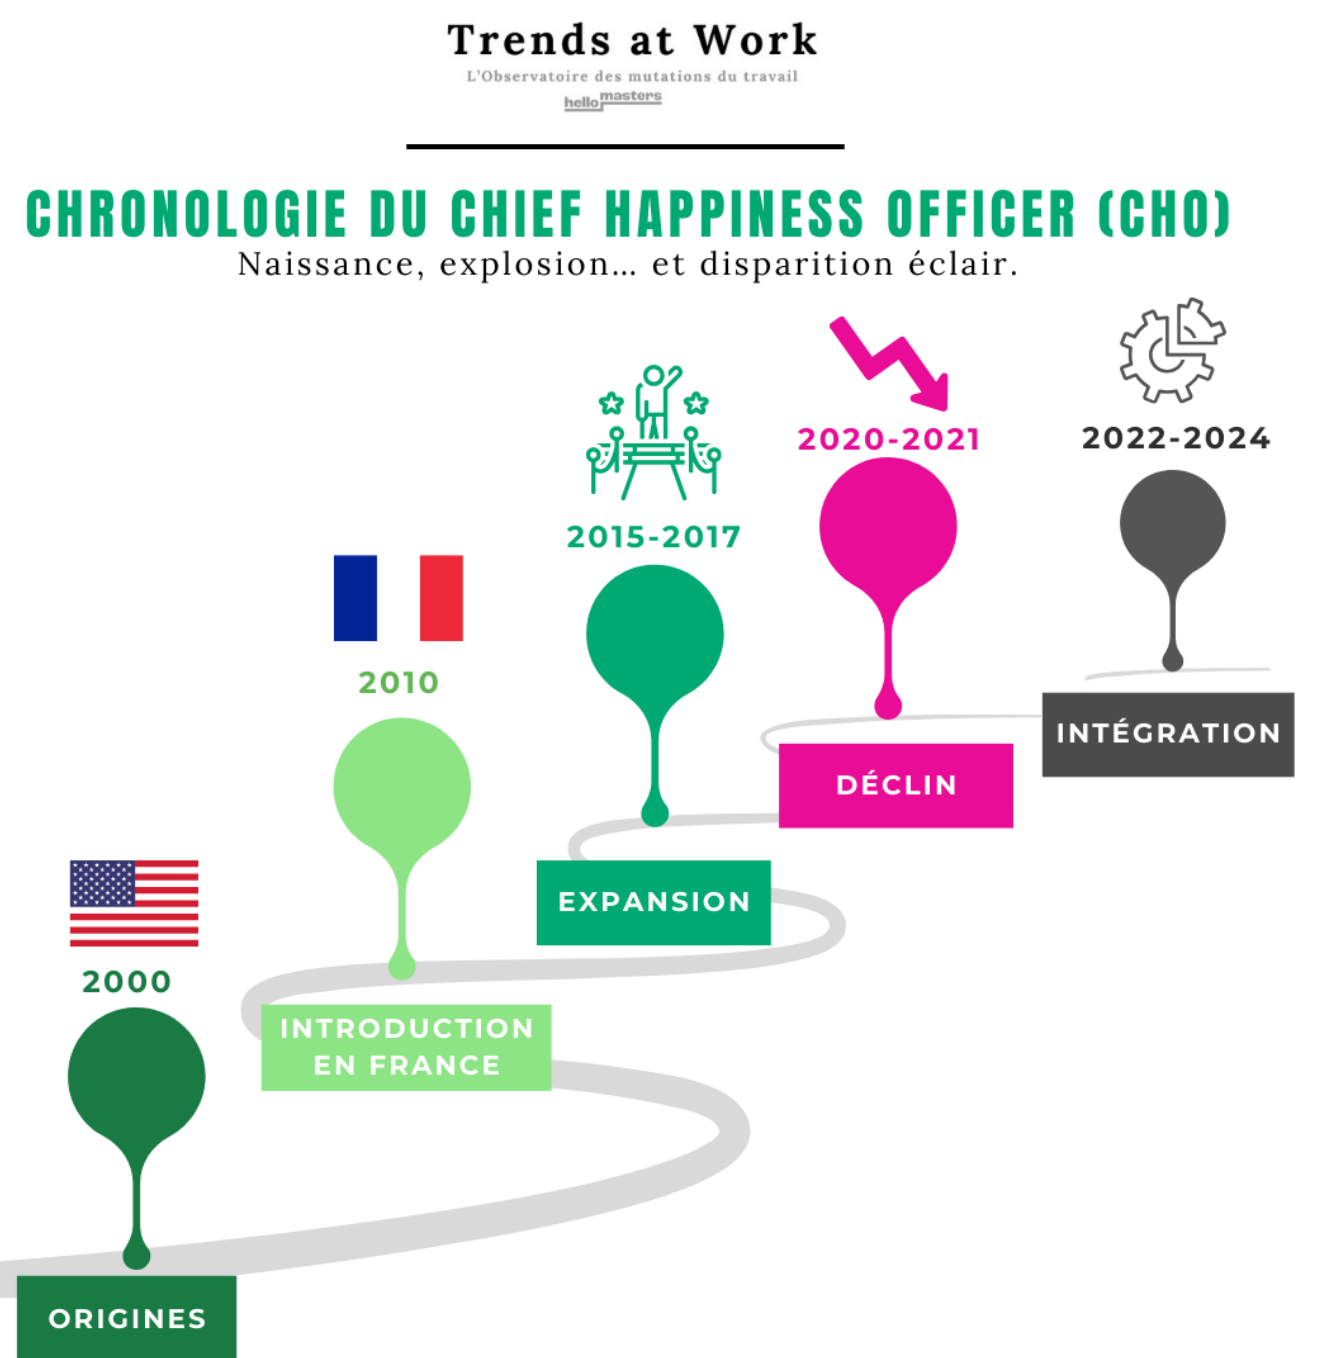 Trends at Work
L'Observatoire des mutations du travail
hello masters
CHRONOLOGIE DU CHIEF HAPPINESS OFFICER (CHO)
Naissance, explosion... et disparition éclair.
2000
ORIGINES
2010
INTRODUCTION
EN FRANCE
2015-2017
EXPANSION
2020-2021
DÉCLIN
2022-2024
INTÉGRATION